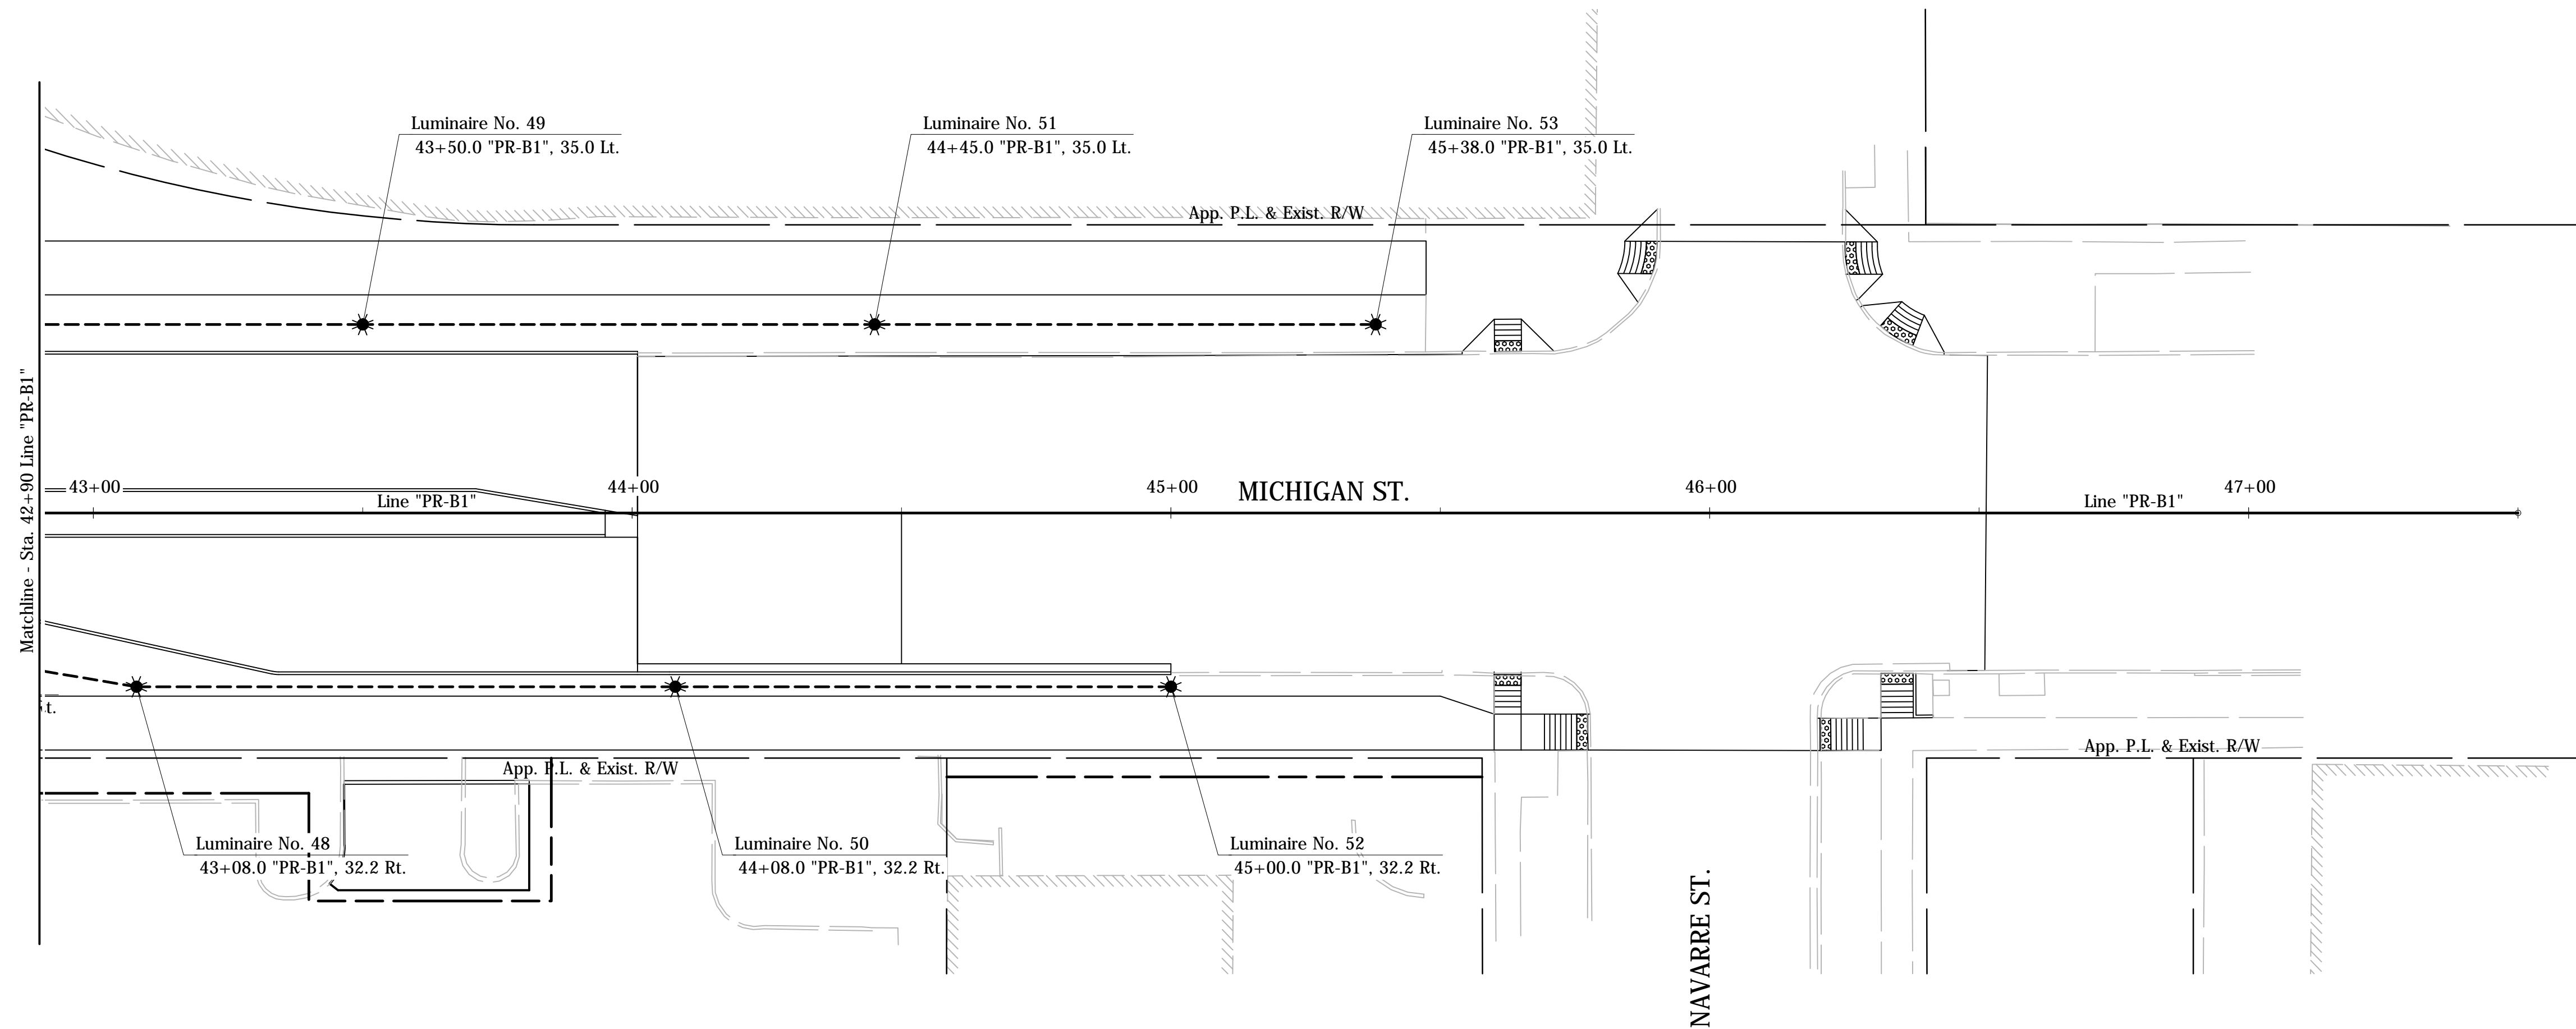 Luminaire No. 49
43+50.0 "PR-B1", 35.0 Lt.
Luminaire No. 51
44+45.0 "PR-B1", 35.0 Lt.
Luminaire No. 53
45+38.0 "PR-B1", 35.0 Lt.
App. P.L. & Exist. R/W
Matchline - Sta. 42+90 Line "PR-B1"
43+00
Line "PR-B1"
44+00
45+00
MICHIGAN ST.
46+00
Line "PR-B1"
47+00
t.
App. P.L. & Exist. R/W
App. P.L. & Exist. R/W
Luminaire No. 48
43+08.0 "PR-B1", 32.2 Rt.
Luminaire No. 50
44+08.0 "PR-B1", 32.2 Rt.
Luminaire No. 52
45+00.0 "PR-B1", 32.2 Rt.
NAVARRE ST.